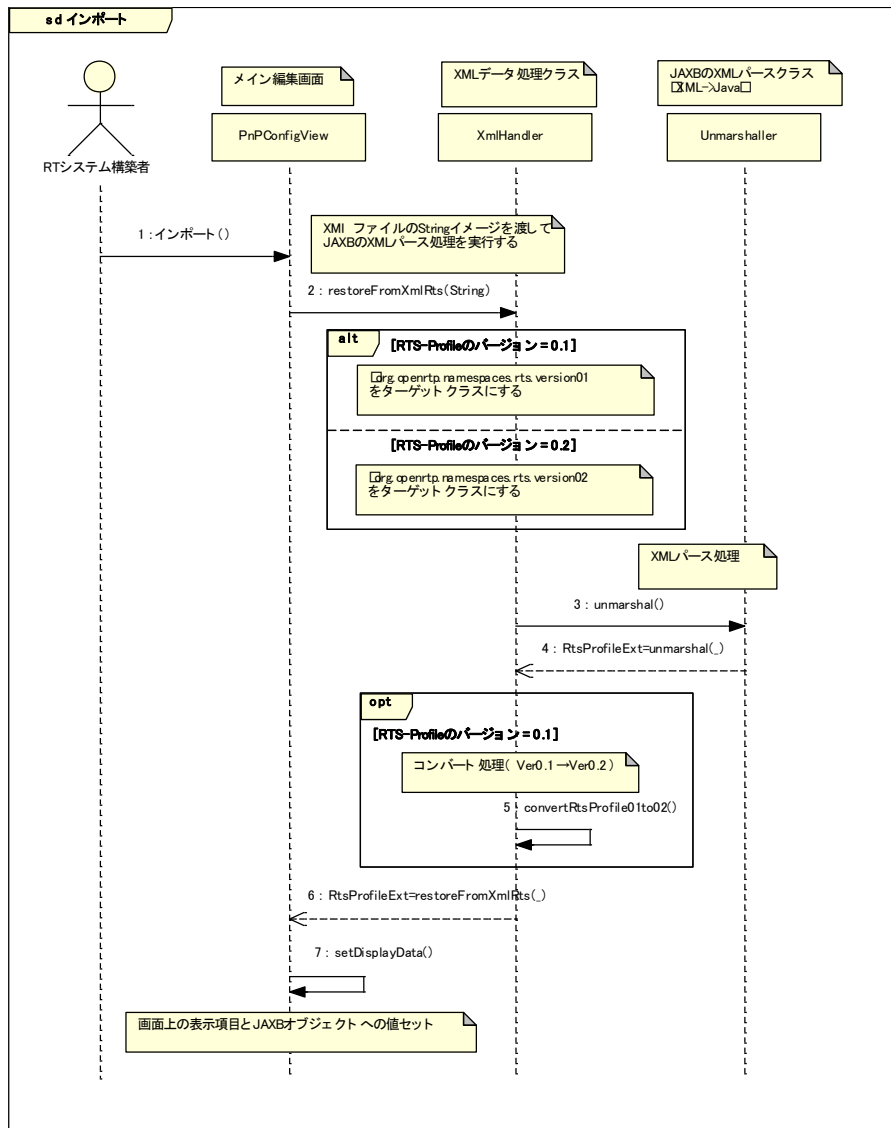 sd インポート
メイン編集画面
XMLデータ処理クラス
JAXBのXMLパースクラス
□XML->Java□
PnPConfigView
XmlHandler
Unmarshaller
RTシステム構築者
1 : インポート()
XMl ファイルのStringイメージを渡して
JAXBのXMLパース処理を実行する
2 : restoreFromXmlRts(String)
alt
[RTS-Profileのバージョン = 0.1]
□org.openrtp.namespaces.rts.version01
をターゲットクラスにする
[RTS-Profileのバージョン = 0.2]
□org.openrtp.namespaces.rts.version02
をターゲットクラスにする
XMLパース処理
3 : unmarshal()
4 : RtsProfileExt=unmarshal(_)
opt
[RTS-Profileのバージョン = 0.1]
コンバート処理( Ver0.1→Ver0.2)
5 : convertRtsProfile01to02()
6 : RtsProfileExt=restoreFromXmlRts(_)
7 : setDisplayData()
画面上の表示項目とJAXBオブジェクトへの値セット